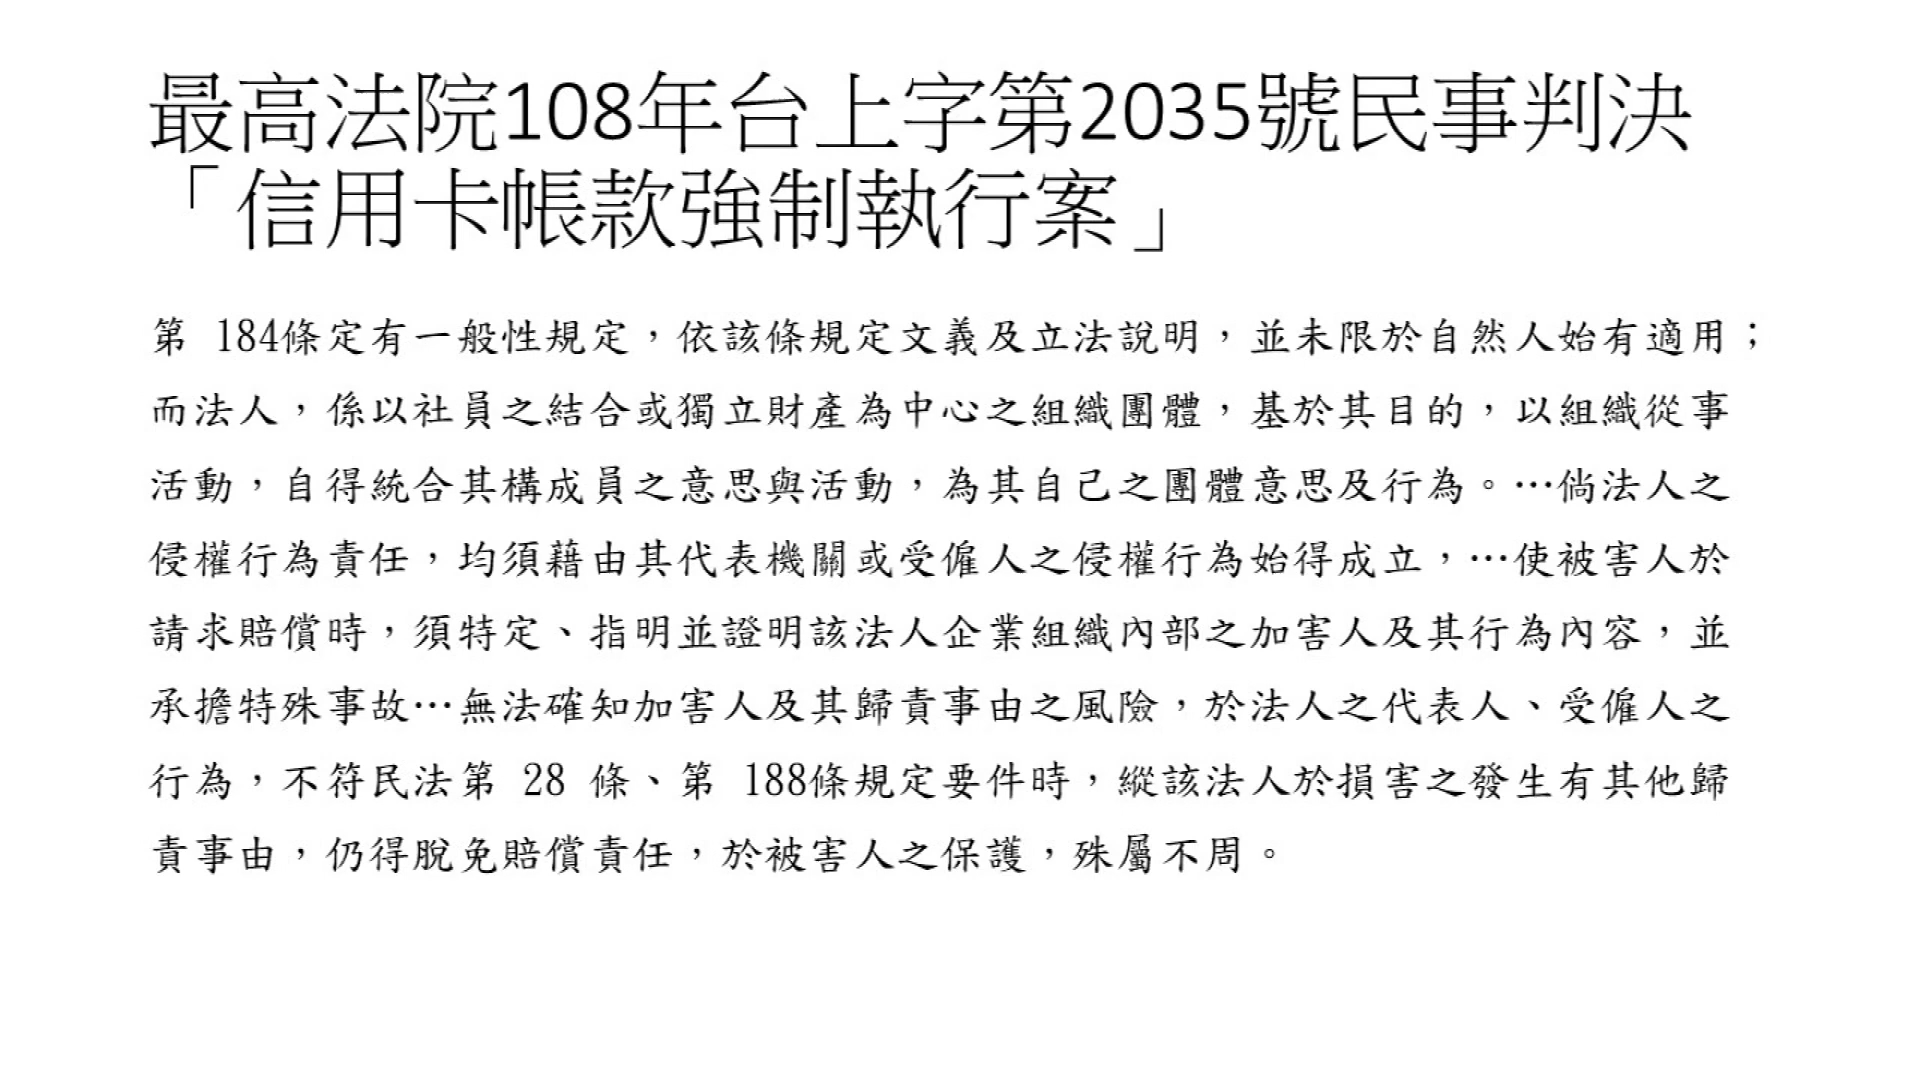 最高法院108年台上字第2035號民事判決
「信用卡帳款強制執行案」
第 184條定有一般性規定，依該條規定文義及立法說明，並未限於自然人始有適用；
而法人，係以社員之結合或獨立財產為中心之組織團體，基於其目的，以組織從事
活動，自得統合其構成員之意思與活動，為其自己之團體意思及行為。…倘法人之
侵權行為責任，均須藉由其代表機關或受僱人之侵權行為始得成立，…使被害人於
請求賠償時，須特定、指明並證明該法人企業組織內部之加害人及其行為內容，並
承擔特殊事故…無法確知加害人及其歸責事由之風險，於法人之代表人、受僱人之
行為，不符民法第 28 條、第 188條規定要件時，縱該法人於損害之發生有其他歸
責事由，仍得脫免賠償責任，於被害人之保護，殊屬不周。